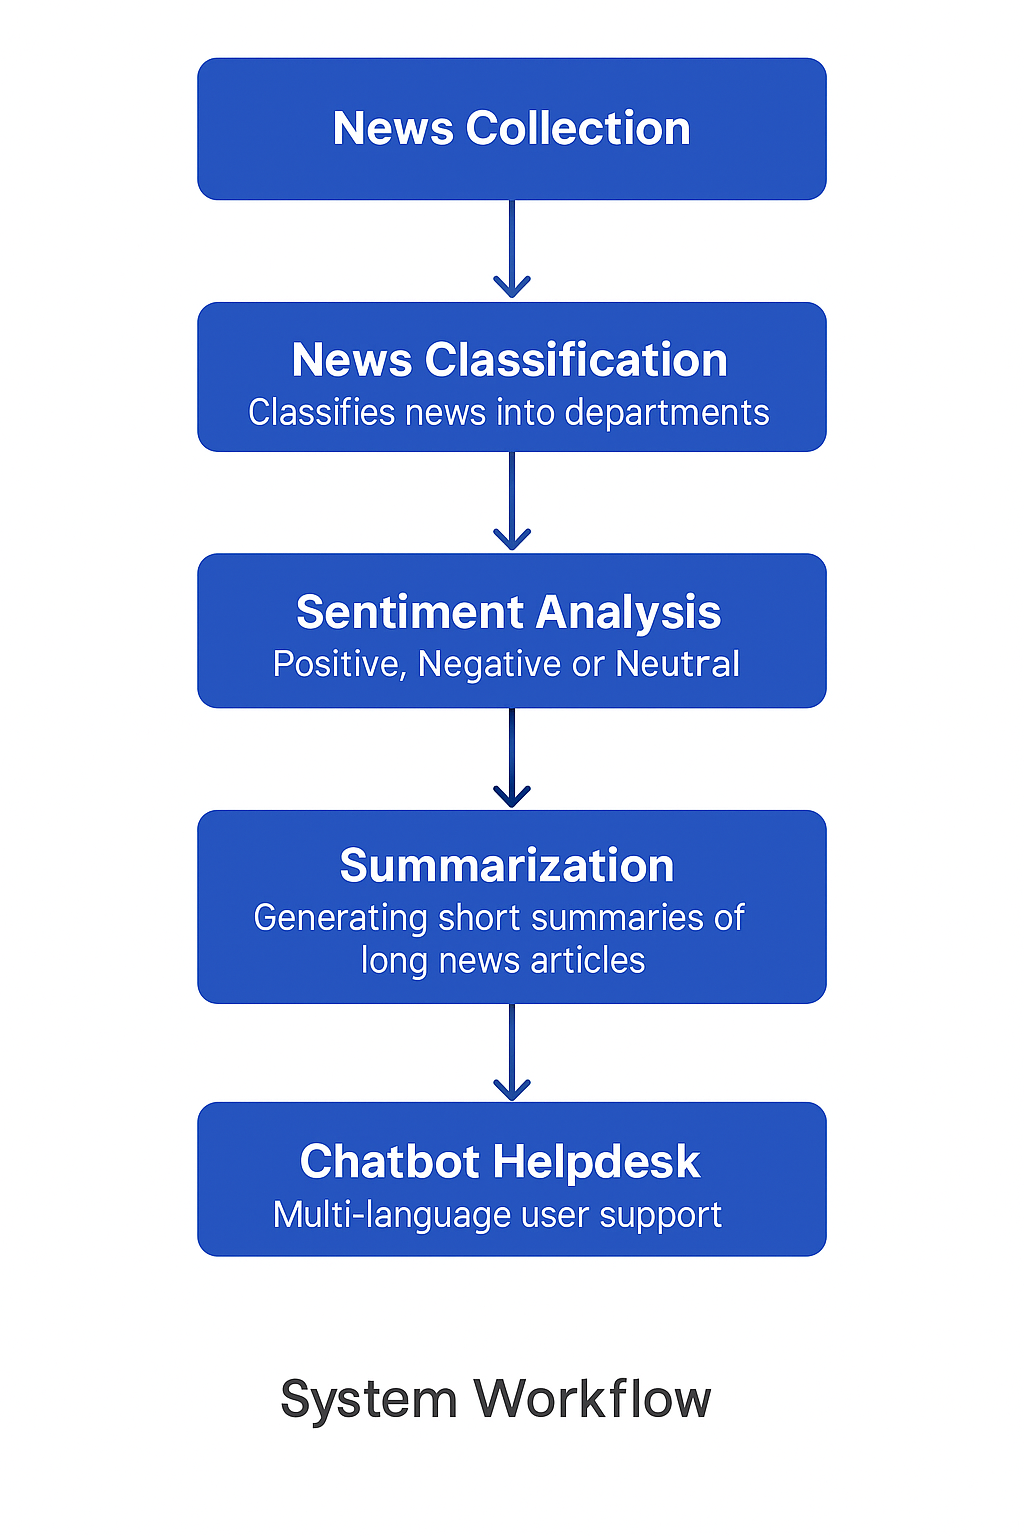 News Collection
News Classification
Classifies news into departments
Sentiment Analysis
Positive, Negative or Neutral
Summarization
Generating short summaries of
long news articles
Chatbot Helpdesk
Multi-language user support
System Workflow